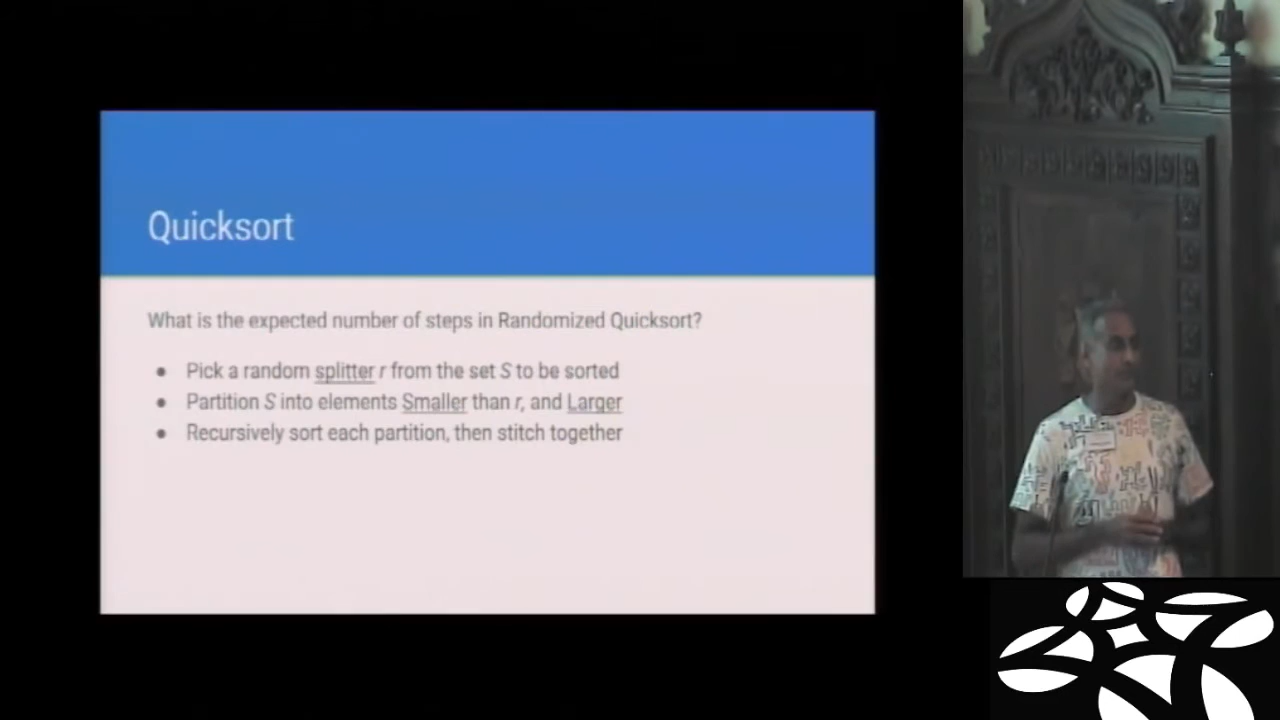 Quicksort
What is the expected number of steps in Randomized Quicksort?
● Pick a random splitter r from the set S to be sorted
● Partition S into elements Smaller than r, and Larger
● Recursively sort each partition, then stitch together